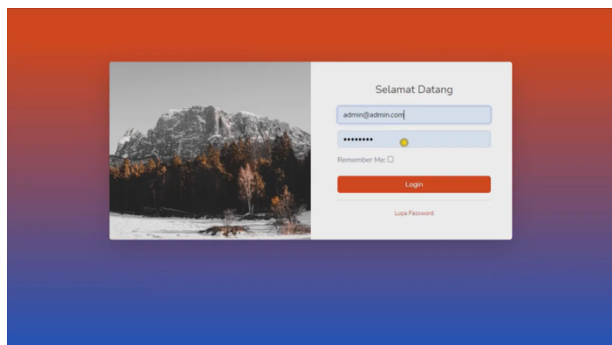 Selamat Datang
admin@admin.com
••••••••
Remember Me:
Login
Lupa Password